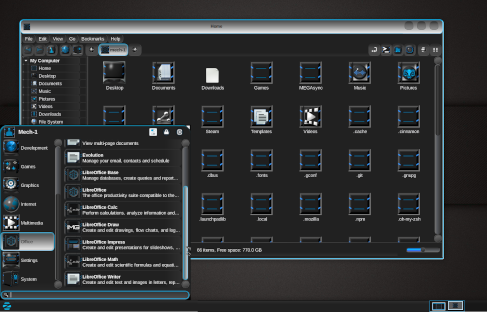 Home
File Edit View Go Bookmarks Help
Mech-1
My Computer
Home
Desktop
Documents
Music
Pictures
Videos
Downloads
File System
Desktop
Documents
Downloads
Games
MEGAsync
Music
Pictures
Steam
Templates
Videos
.cache
.cinnamon
.dbus
.fonts
.gconf
.git
.gnupg
.launchpadlib
.local
.mozilla
.npm
.oh-my-zsh
66 items, Free space: 778.0 GB
Mech-1
Development
Games
Graphics
Internet
Multimedia
Office
Settings
System
View multi-page documents
Evolution
Manage your email, contacts and schedule
LibreOffice Base
Manage databases, create queries and report...
LibreOffice
The office productivity suite compatible to the...
LibreOffice Calc
Perform calculations, analyze information and...
LibreOffice Draw
Create and edit drawings, flow charts, and log...
LibreOffice Impress
Create and edit presentations for slideshows, ...
LibreOffice Math
Create and edit scientific formulas and equati...
LibreOffice Writer
Create and edit text and images in letters, rep...